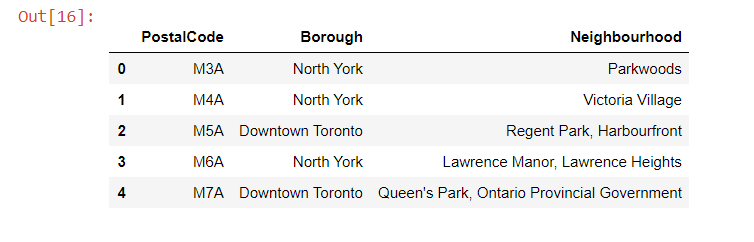 Out[16]:
PostalCode Borough Neighbourhood
0 M3A North York Parkwoods
1 M4A North York Victoria Village
2 M5A Downtown Toronto Regent Park, Harbourfront
3 M6A North York Lawrence Manor, Lawrence Heights
4 M7A Downtown Toronto Queen's Park, Ontario Provincial Government